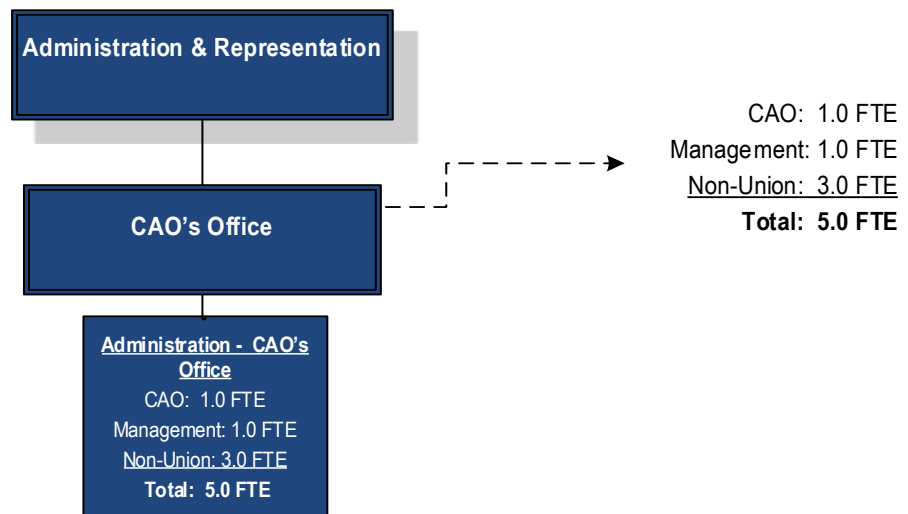 Administration & Representation
CAO: 1.0 FTE
Management: 1.0 FTE
Non-Union: 3.0 FTE
Total: 5.0 FTE
CAO’s Office
Administration - CAO’s
Office
CAO: 1.0 FTE
Management: 1.0 FTE
Non-Union: 3.0 FTE
Total: 5.0 FTE